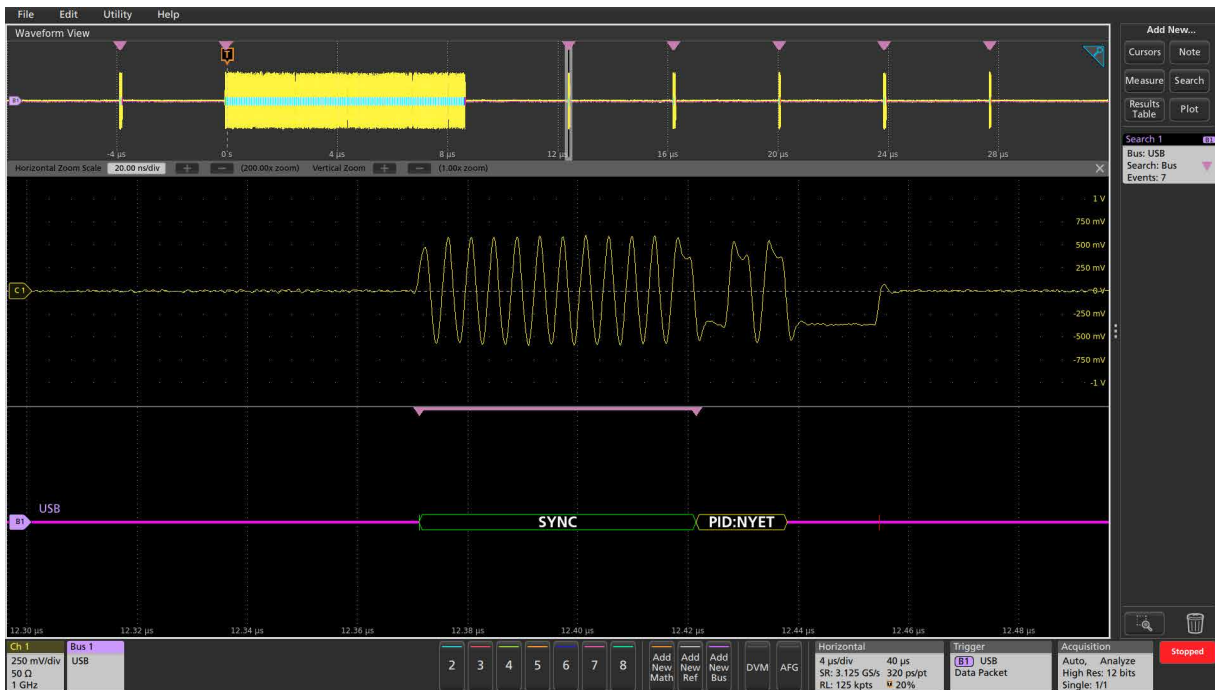 File Edit Utility Help
Waveform View
Add New...
Cursors Note
Measure Search
Results Table Plot
T
B1
-4 µs 0 s 4 µs 8 µs 12 µs 16 µs 20 µs 24 µs 28 µs
Search 1 B1
Bus: USB
Search: Bus
Events: 7
Horizontal Zoom Scale 20.00 ns/div + − (200.00x zoom) Vertical Zoom + − (1.00x zoom)
1 V
750 mV
500 mV
250 mV
C1 0 V
-250 mV
-500 mV
-750 mV
-1 V
USB
B1 SYNC PID:NYET
12.30 µs 12.32 µs 12.34 µs 12.36 µs 12.38 µs 12.40 µs 12.42 µs 12.44 µs 12.46 µs 12.48 µs
Ch 1
250 mV/div
50 Ω
1 GHz
Bus 1
USB
2 3 4 5 6 7 8
Add New Math
Add New Ref
Add New Bus
DVM AFG
Horizontal
4 µs/div 40 µs
SR: 3.125 GS/s 320 ps/pt
RL: 125 kpts 20%
Trigger
B1 USB
Data Packet
Acquisition
Auto, Analyze
High Res: 12 bits
Single: 1/1
Stopped